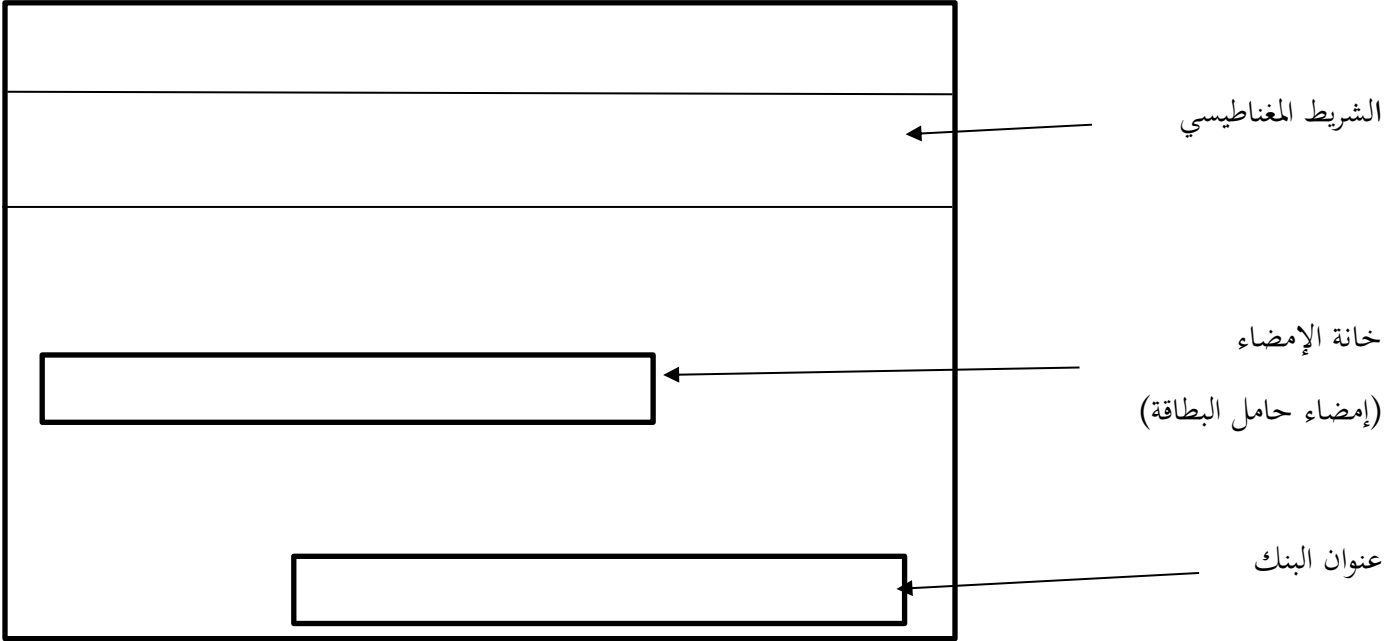 الشريط المغناطيسي
خانة الإمضاء
(إمضاء حامل البطاقة)
عنوان البنك